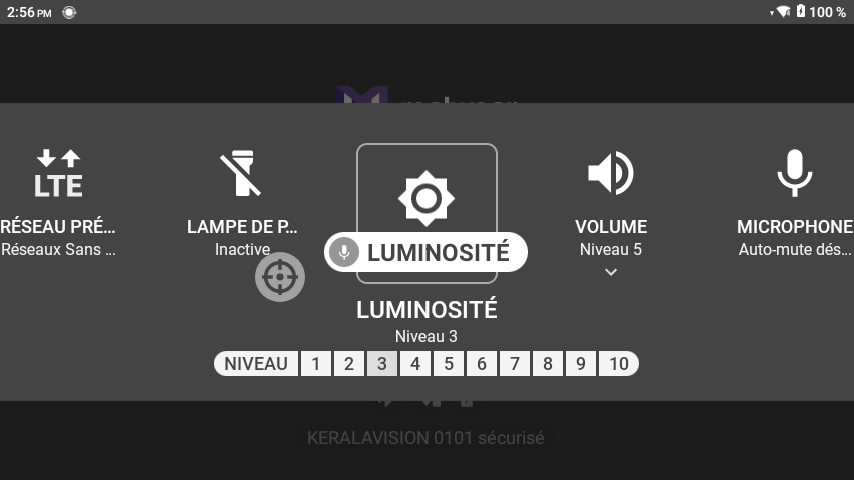 2:56 PM
100 %
LTE
RÉSEAU PRÉ...
Réseaux Sans ...
LAMPE DE P...
Inactive
LUMINOSITÉ
VOLUME
Niveau 5
MICROPHONE
Auto-mute dés...
LUMINOSITÉ
Niveau 3
NIVEAU 1 2 3 4 5 6 7 8 9 10
KERALAVISION 0101 sécurisé